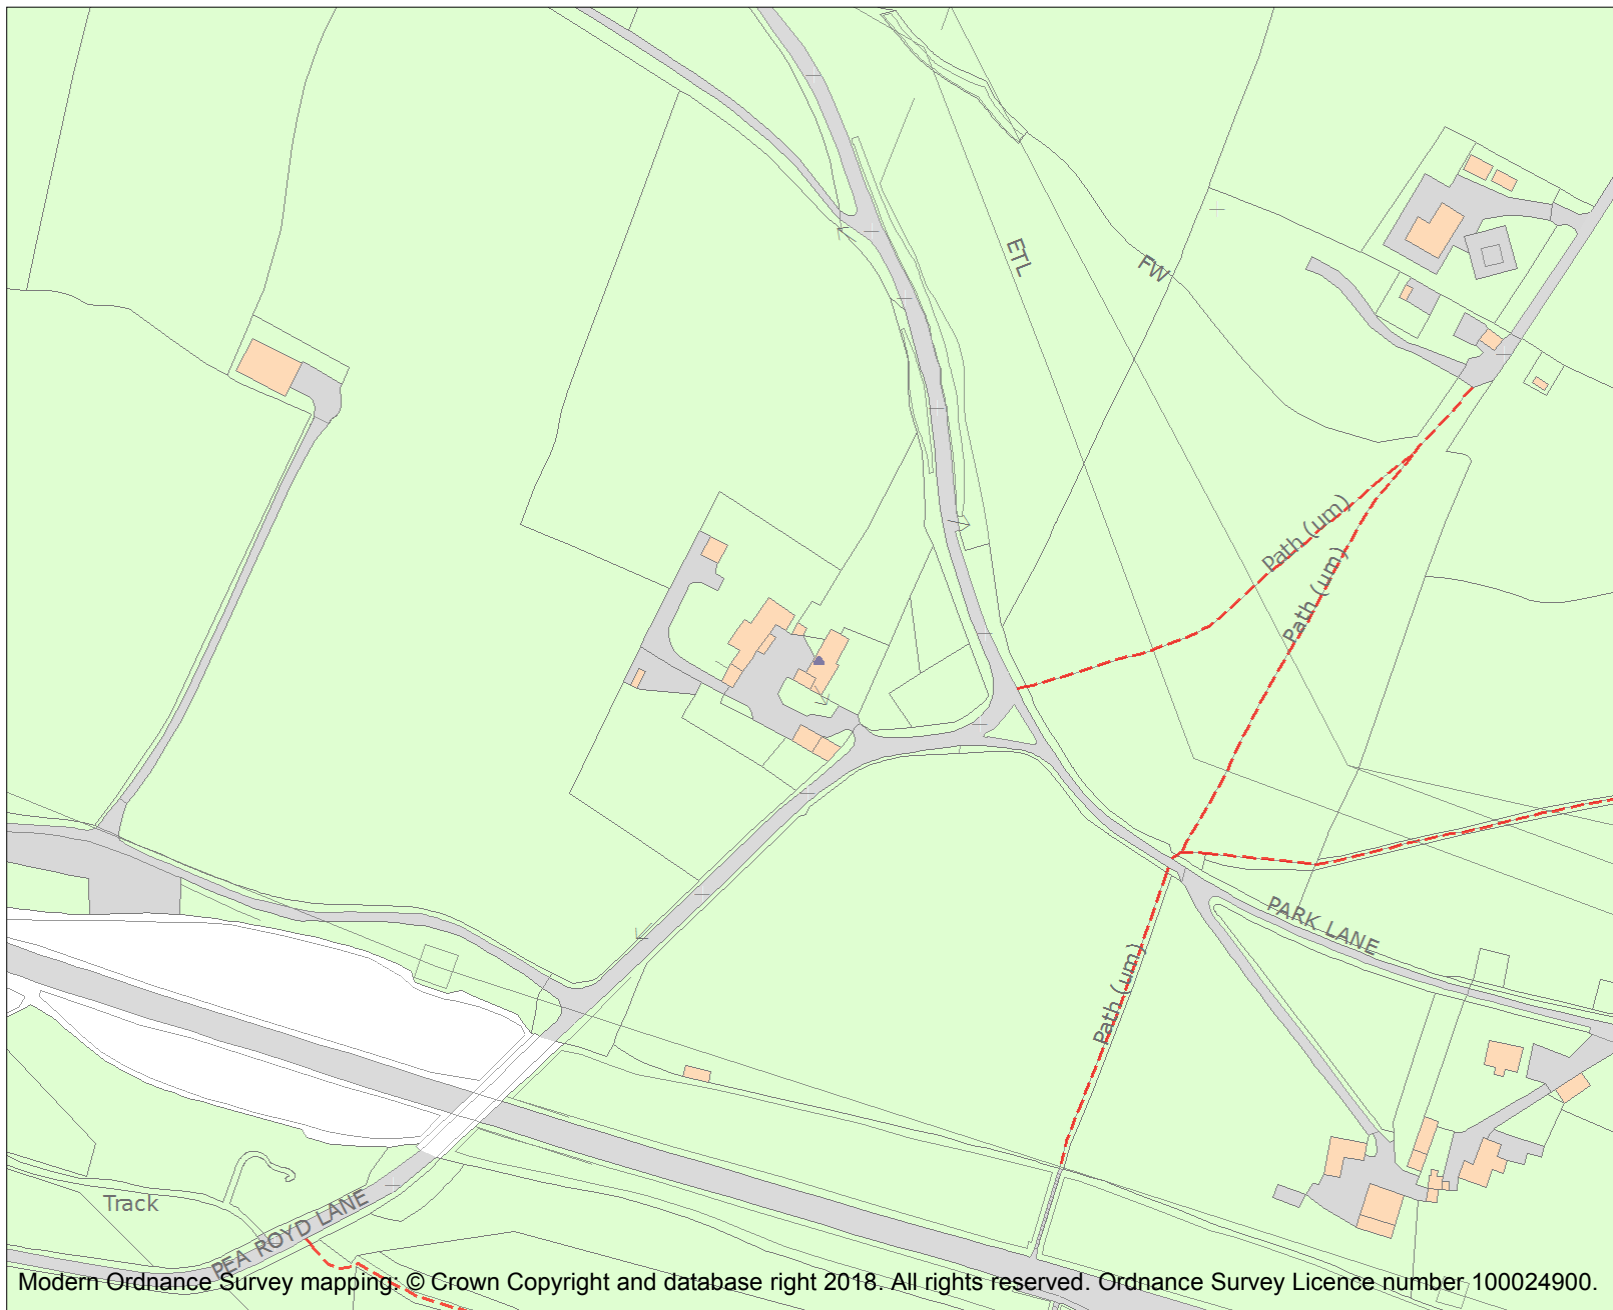 ETL
FW
Path (um)
Path (um)
PARK LANE
Path (um)
Track
PEA ROYD LANE
Modern Ordnance Survey mapping: © Crown Copyright and database right 2018. All rights reserved. Ordnance Survey Licence number 100024900.